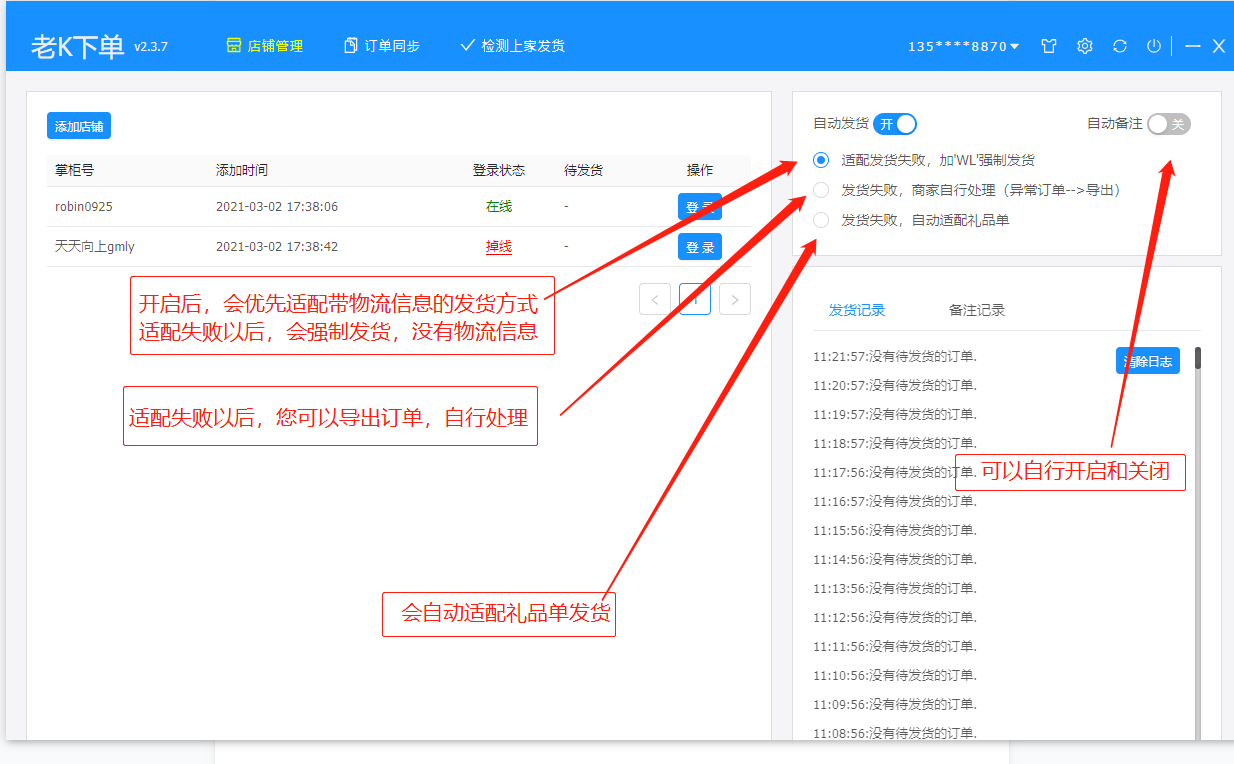 老K下单 v2.3.7 店铺管理 订单同步 检测上家发货 135****8870
添加店铺
掌柜号 添加时间 登录状态 待发货 操作
robin0925 2021-03-02 17:38:06 在线 - 登录
天天向上gmly 2021-03-02 17:38:42 掉线 - 登录
< 1 >
开启后，会优先适配带物流信息的发货方式
适配失败以后，会强制发货，没有物流信息
适配失败以后，您可以导出订单，自行处理
会自动适配礼品单发货
自动发货 开 自动备注 关
适配发货失败，加'WL'强制发货
发货失败，商家自行处理（异常订单-->导出）
发货失败，自动适配礼品单
发货记录 备注记录
清除日志
11:21:57:没有待发货的订单.
11:20:57:没有待发货的订单.
11:19:57:没有待发货的订单.
11:18:57:没有待发货的订单.
11:17:56:没有待发货的订单.
可以自行开启和关闭
11:16:57:没有待发货的订单.
11:15:56:没有待发货的订单.
11:14:56:没有待发货的订单.
11:13:56:没有待发货的订单.
11:12:56:没有待发货的订单.
11:11:56:没有待发货的订单.
11:10:56:没有待发货的订单.
11:09:56:没有待发货的订单.
11:08:56:没有待发货的订单.